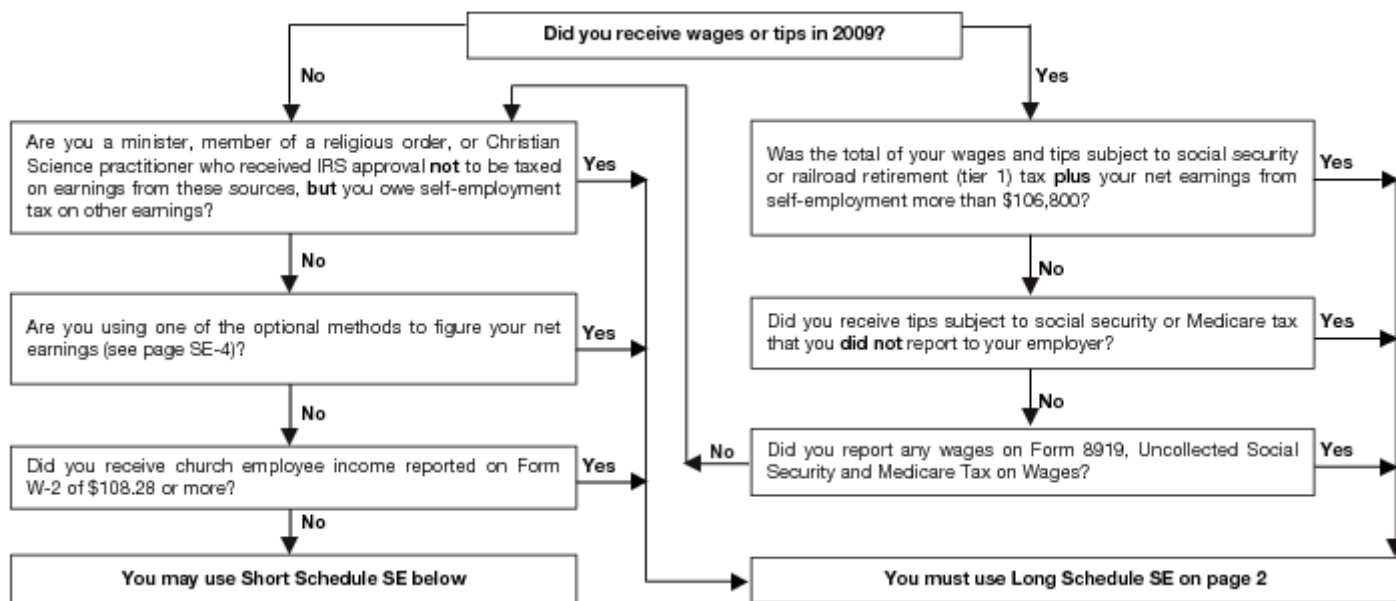 Did you receive wages or tips in 2009?
No
Yes
Are you a minister, member of a religious order, or Christian
Science practitioner who received IRS approval not to be taxed
on earnings from these sources, but you owe self-employment
tax on other earnings?
Yes
Was the total of your wages and tips subject to social security
or railroad retirement (tier 1) tax plus your net earnings from
self-employment more than $106,800?
Yes
No
No
Are you using one of the optional methods to figure your net
earnings (see page SE-4)?
Yes
Did you receive tips subject to social security or Medicare tax
that you did not report to your employer?
Yes
No
No
Did you receive church employee income reported on Form
W-2 of $108.28 or more?
Yes
No
Did you report any wages on Form 8919, Uncollected Social
Security and Medicare Tax on Wages?
Yes
No
You may use Short Schedule SE below
You must use Long Schedule SE on page 2